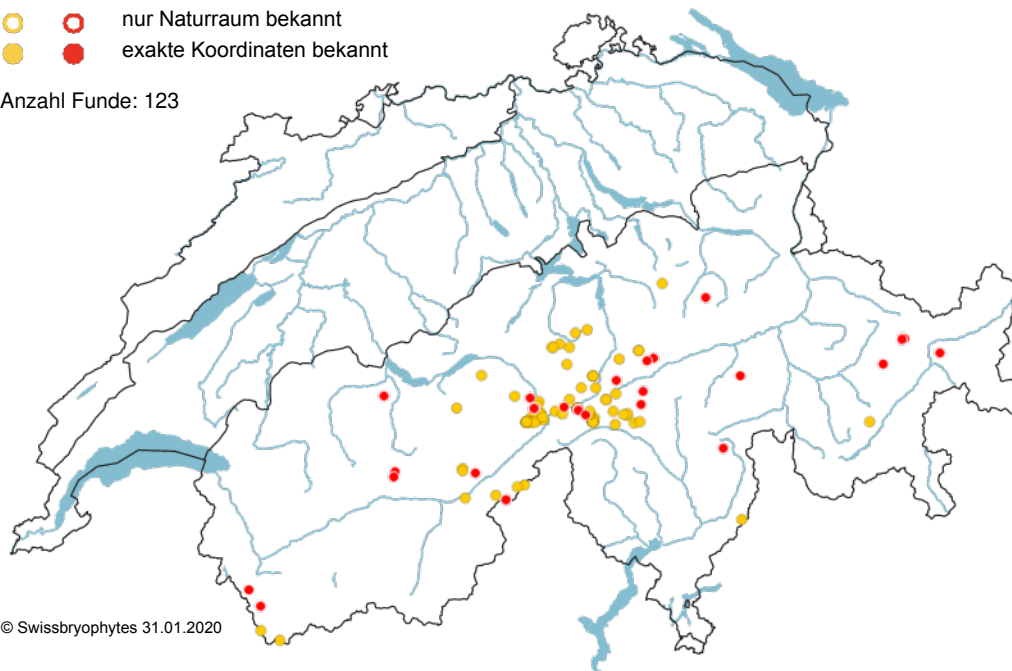 nur Naturraum bekannt
exakte Koordinaten bekannt
Anzahl Funde: 123
© Swissbryophytes 31.01.2020